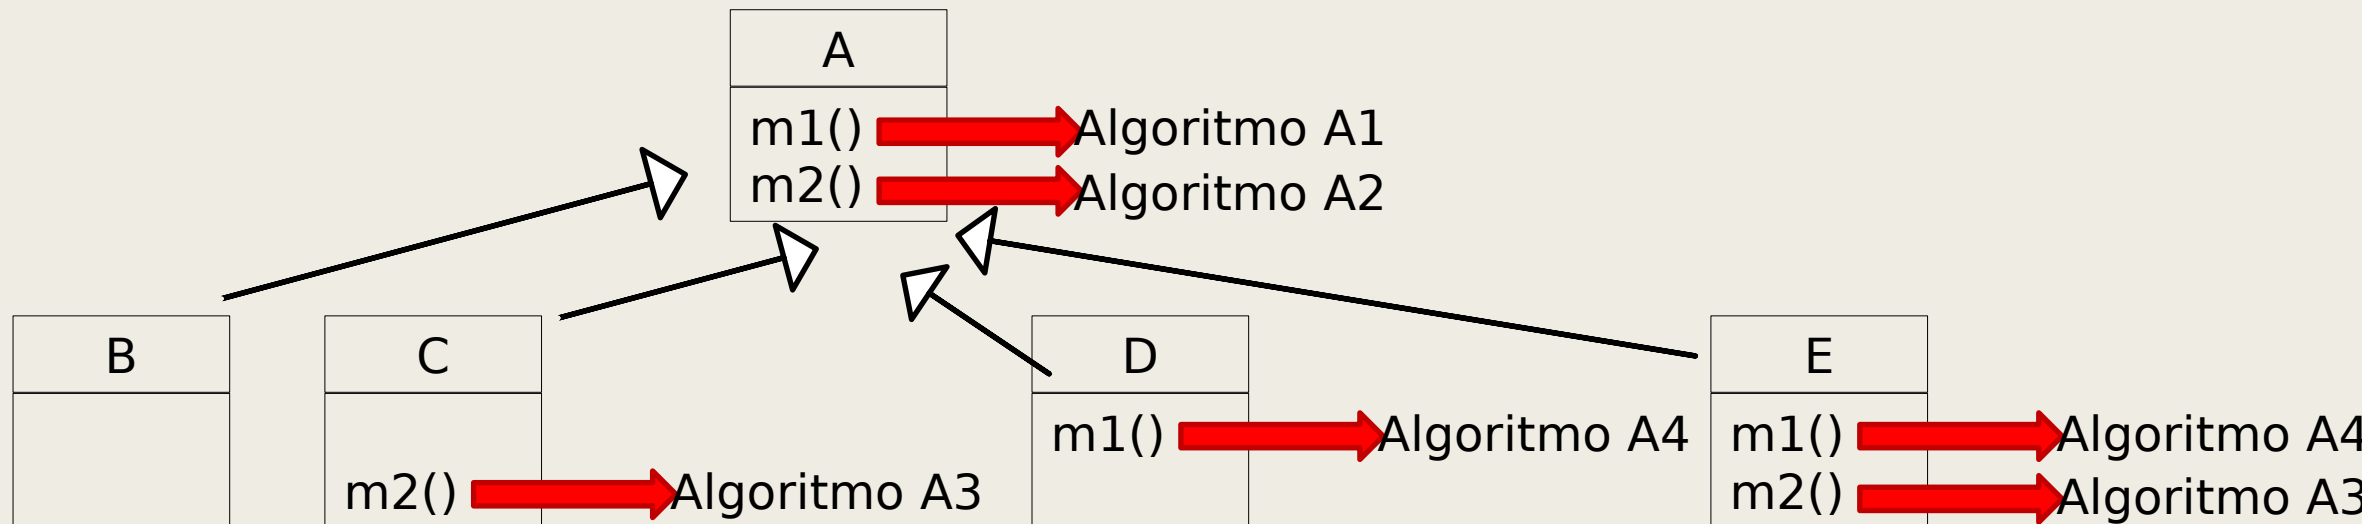 A
m1() Algoritmo A1
m2() Algoritmo A2
B
C
m2() Algoritmo A3
D
m1() Algoritmo A4
E
m1() Algoritmo A4
m2() Algoritmo A3